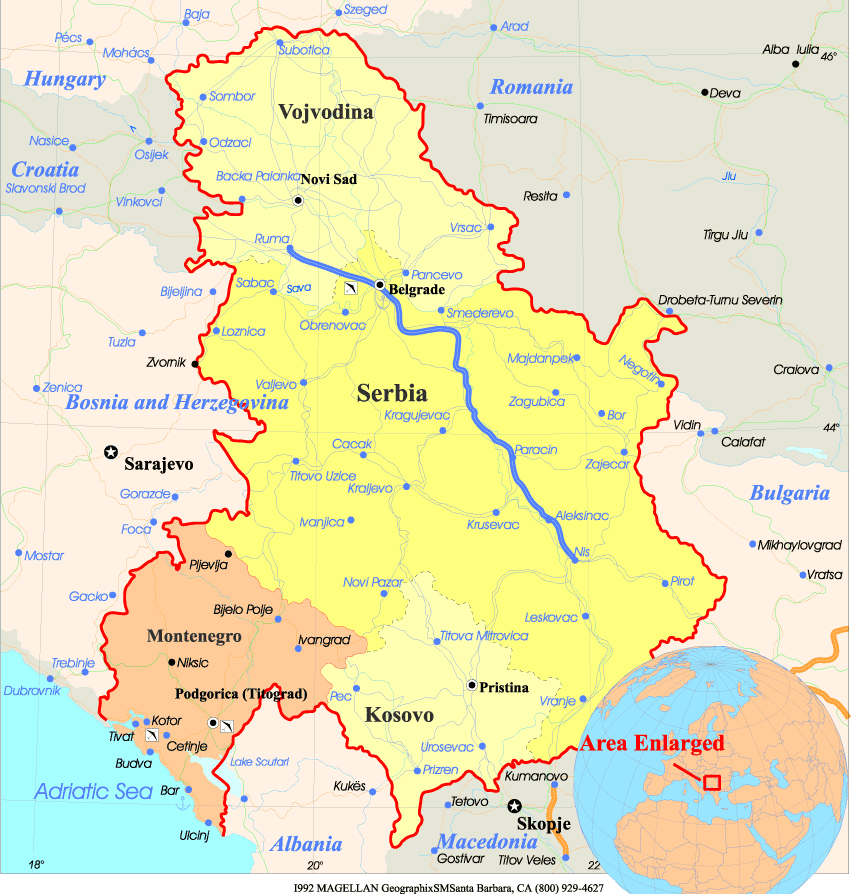 Szeged
Baja
Arad
Pécs
Mohács
Subotica
Alba Iulia
46°
Hungary
Romania
Deva
Sombor
Vojvodina
Timisoara
Nasice
Osijek
Odzaci
Croatia
Slavonski Brod
Vinkovci
Backa Palanka
Novi Sad
Jiu
Resita
Vrsac
Tîrgu Jiu
Ruma
Pancevo
Sabac
Sava
Belgrade
Bijeljina
Drobeta-Turnu Severin
Obrenovac
Smederevo
Loznica
Tuzla
Zvornik
Majdanpek
Negotin
Craiova
Zenica
Valjevo
Serbia
Bosnia and Herzegovina
Zagubica
Bor
Kragujevac
Vidin
44°
Calafat
Cacak
Paracin
Zajecar
Sarajevo
Titovo Uzice
Kraljevo
Gorazde
Bulgaria
Foca
Ivanjica
Krusevac
Aleksinac
Mostar
Nis
Mikhaylovgrad
Pljevlja
Vratsa
Gacko
Novi Pazar
Pirot
Bijelo Polje
Leskovac
Montenegro
Ivangrad
Titova Mitrovica
Trebinje
Niksic
Dubrovnik
Podgorica (Titograd)
Pec
Pristina
Vranje
Kosovo
Kotor
Tivat
Cetinje
Urosevac
Area Enlarged
Budva
Lake Scutari
Prizren
Kumanovo
Adriatic Sea
Bar
Kukës
Tetovo
Skopje
Ulcinj
Albania
Macedonia
Gostivar
Titov Veles
18°
20°
22
1992 MAGELLAN GeographixSMSanta Barbara, CA (800) 929-4627